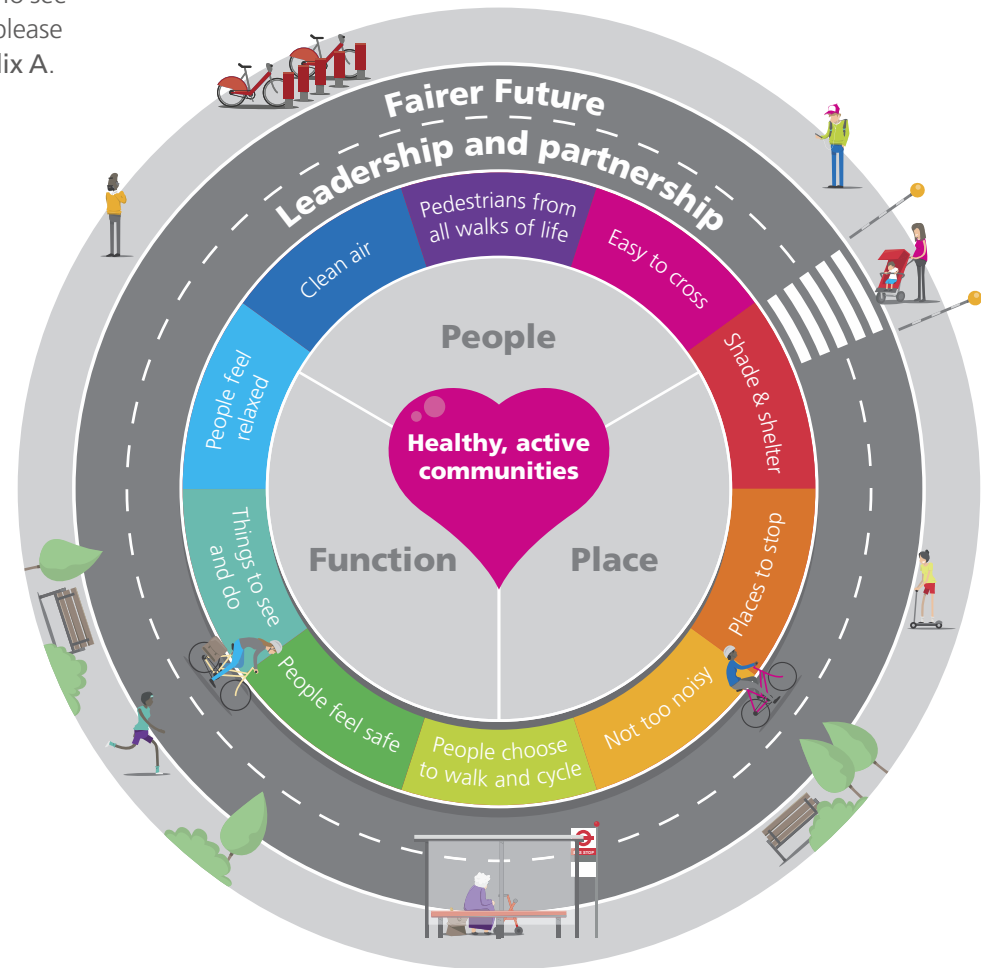 to see
please
lix A.
Fairer Future
Leadership and partnership
Pedestrians from
all walks of life
Easy to cross
Shade & shelter
Places to stop
Not too noisy
People choose
to walk and cycle
People feel safe
Things to see
and do
People feel
relaxed
Clean air
People
Healthy, active
communities
Function
Place